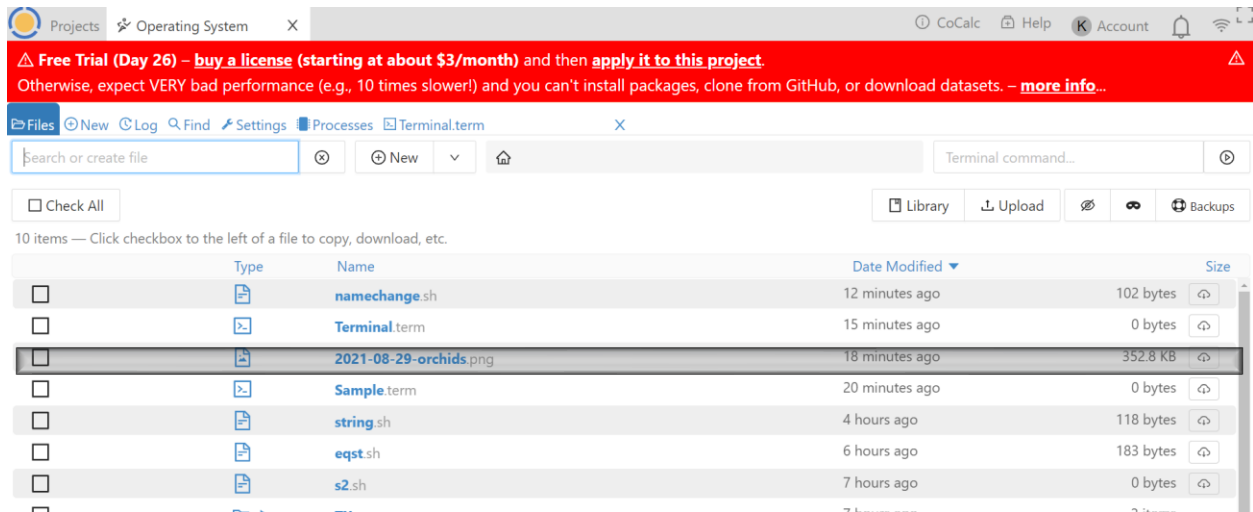 Projects Operating System X CoCalc Help K Account
Free Trial (Day 26) – buy a license (starting at about $3/month) and then apply it to this project.
Otherwise, expect VERY bad performance (e.g., 10 times slower!) and you can't install packages, clone from GitHub, or download datasets. – more info...
Files New Log Find Settings Processes Terminal.term X
Search or create file New Terminal command...
Check All Library Upload Backups
10 items — Click checkbox to the left of a file to copy, download, etc.
Type Name Date Modified Size
namechange.sh 12 minutes ago 102 bytes
Terminal.term 15 minutes ago 0 bytes
2021-08-29-orchids.png 18 minutes ago 352.8 KB
Sample.term 20 minutes ago 0 bytes
string.sh 4 hours ago 118 bytes
eqst.sh 6 hours ago 183 bytes
s2.sh 7 hours ago 0 bytes